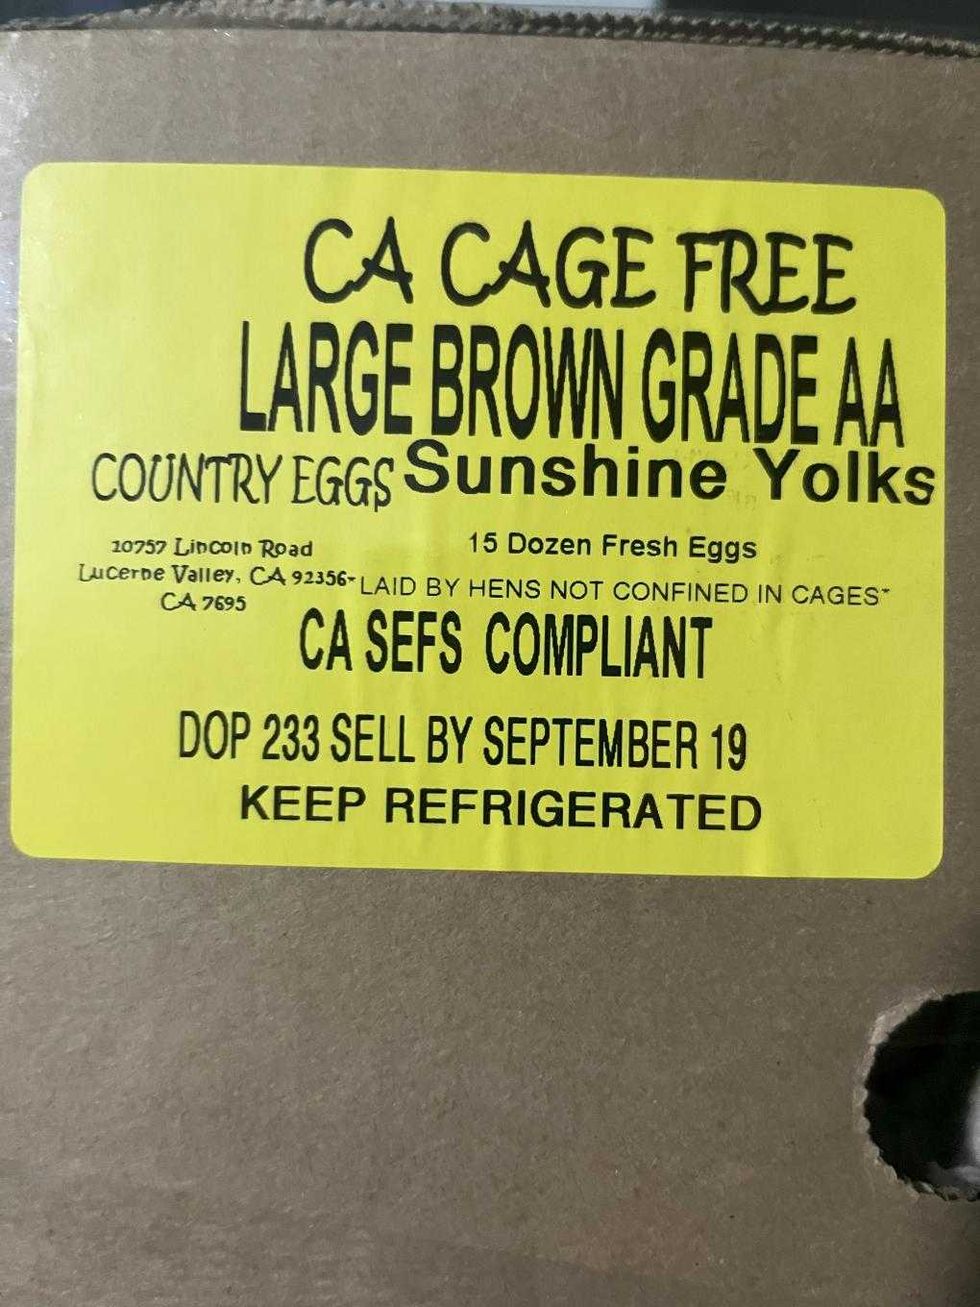 CA CAGE FREE
LARGE BROWN GRADE AA
COUNTRY EGGS Sunshine Yolks
10757 Lincoln Road
15 Dozen Fresh Eggs
Lucerne Valley, CA 92356
CA 7695
"LAID BY HENS NOT CONFINED IN CAGES"
CA SEFS COMPLIANT
DOP 233 SELL BY SEPTEMBER 19
KEEP REFRIGERATED